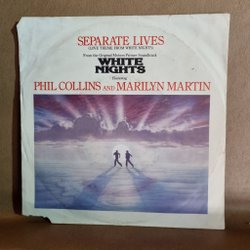 SEPARATE LIVES
(LOVE THEME FROM WHITE NIGHTS)
From the Original Motion Picture Soundtrack
WHITE
NIGHTS
Featuring
PHIL COLLINS AND MARILYN MARTIN